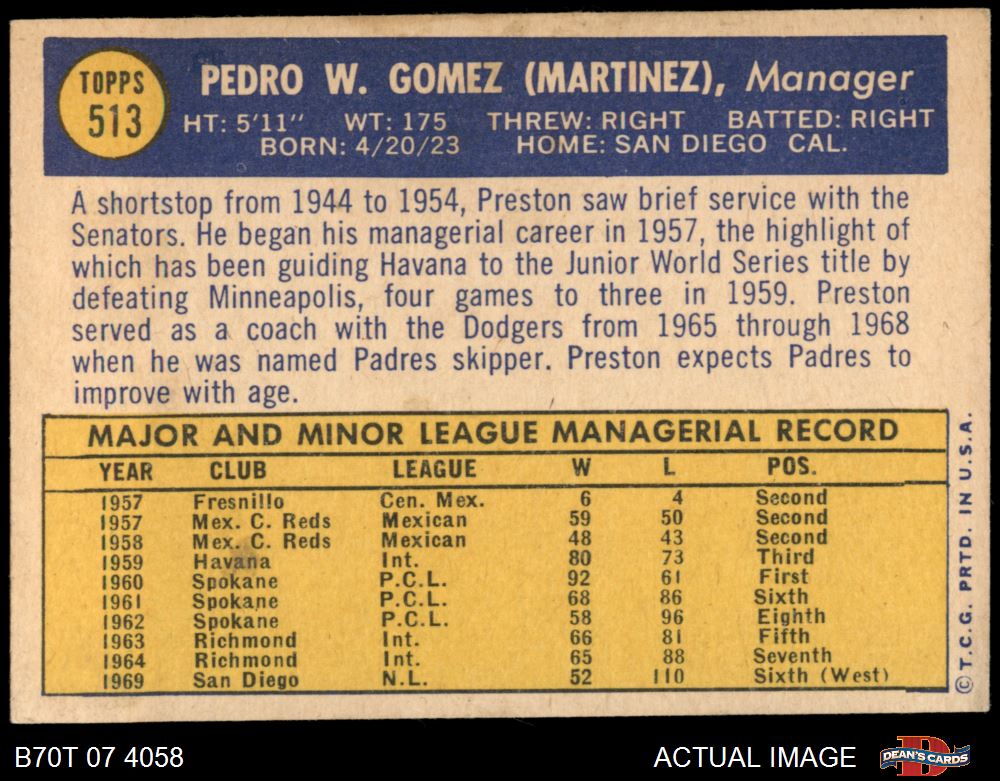 TOPPS
513
PEDRO W. GOMEZ (MARTINEZ), Manager
HT: 5'11" WT: 175 THREW: RIGHT BATTED: RIGHT
BORN: 4/20/23 HOME: SAN DIEGO CAL.
A shortstop from 1944 to 1954, Preston saw brief service with the
Senators. He began his managerial career in 1957, the highlight of
which has been guiding Havana to the Junior World Series title by
defeating Minneapolis, four games to three in 1959. Preston
served as a coach with the Dodgers from 1965 through 1968
when he was named Padres skipper. Preston expects Padres to
improve with age.
MAJOR AND MINOR LEAGUE MANAGERIAL RECORD
YEAR CLUB LEAGUE W L POS.
1957 Fresnillo Cen. Mex. 6 4 Second
1957 Mex. C. Reds Mexican 59 50 Second
1958 Mex. C. Reds Mexican 48 43 Second
1959 Havana Int. 80 73 Third
1960 Spokane P.C.L. 92 61 First
1961 Spokane P.C.L. 68 86 Sixth
1962 Spokane P.C.L. 58 96 Eighth
1963 Richmond Int. 66 81 Fifth
1964 Richmond Int. 65 88 Seventh
1969 San Diego N.L. 52 110 Sixth (West)
© T.C.G. PRTD. IN U.S.A.
B70T 07 4058
ACTUAL IMAGE
D
DEAN'S CARDS